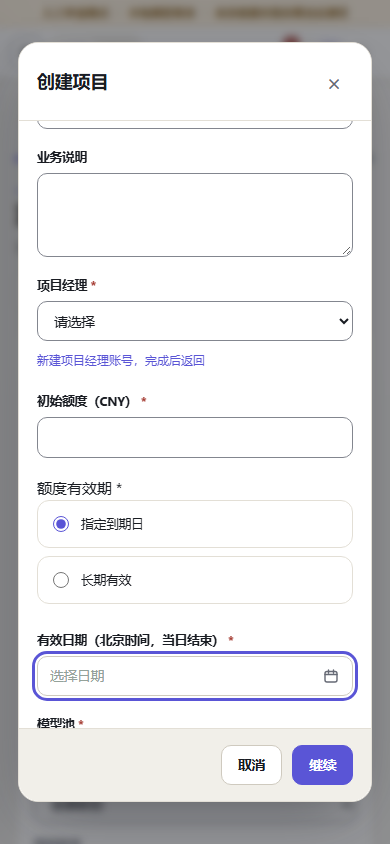 创建项目
×
业务说明
项目经理 *
请选择
新建项目经理账号，完成后返回
初始额度（CNY） *
额度有效期 *
指定到期日
长期有效
有效日期（北京时间，当日结束） *
选择日期
模型池 *
取消
继续